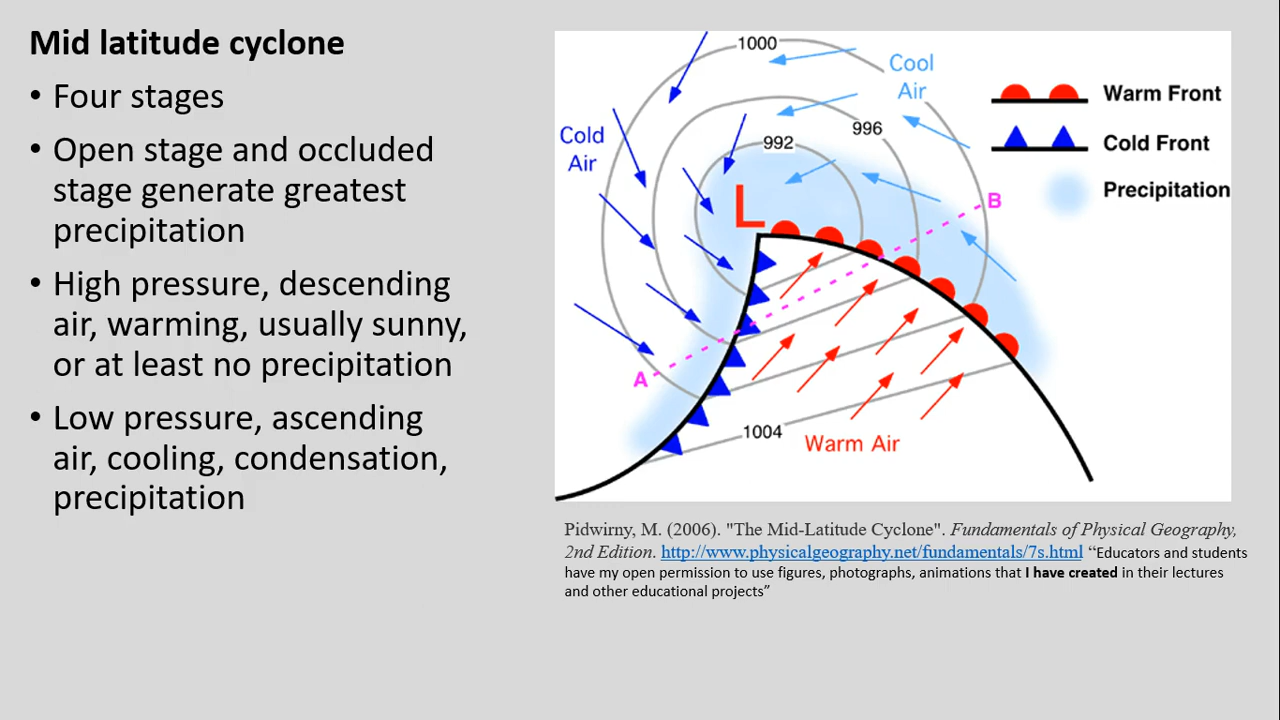 Mid latitude cyclone
• Four stages
• Open stage and occluded
stage generate greatest
precipitation
• High pressure, descending
air, warming, usually sunny,
or at least no precipitation
• Low pressure, ascending
air, cooling, condensation,
precipitation
1000
Cool
Air
Warm Front
996
Cold
Air
992
Cold Front
Precipitation
L
B
A
1004
Warm Air
Pidwirny, M. (2006). "The Mid-Latitude Cyclone". Fundamentals of Physical Geography,
2nd Edition. http://www.physicalgeography.net/fundamentals/7s.html “Educators and students
have my open permission to use figures, photographs, animations that I have created in their lectures
and other educational projects”